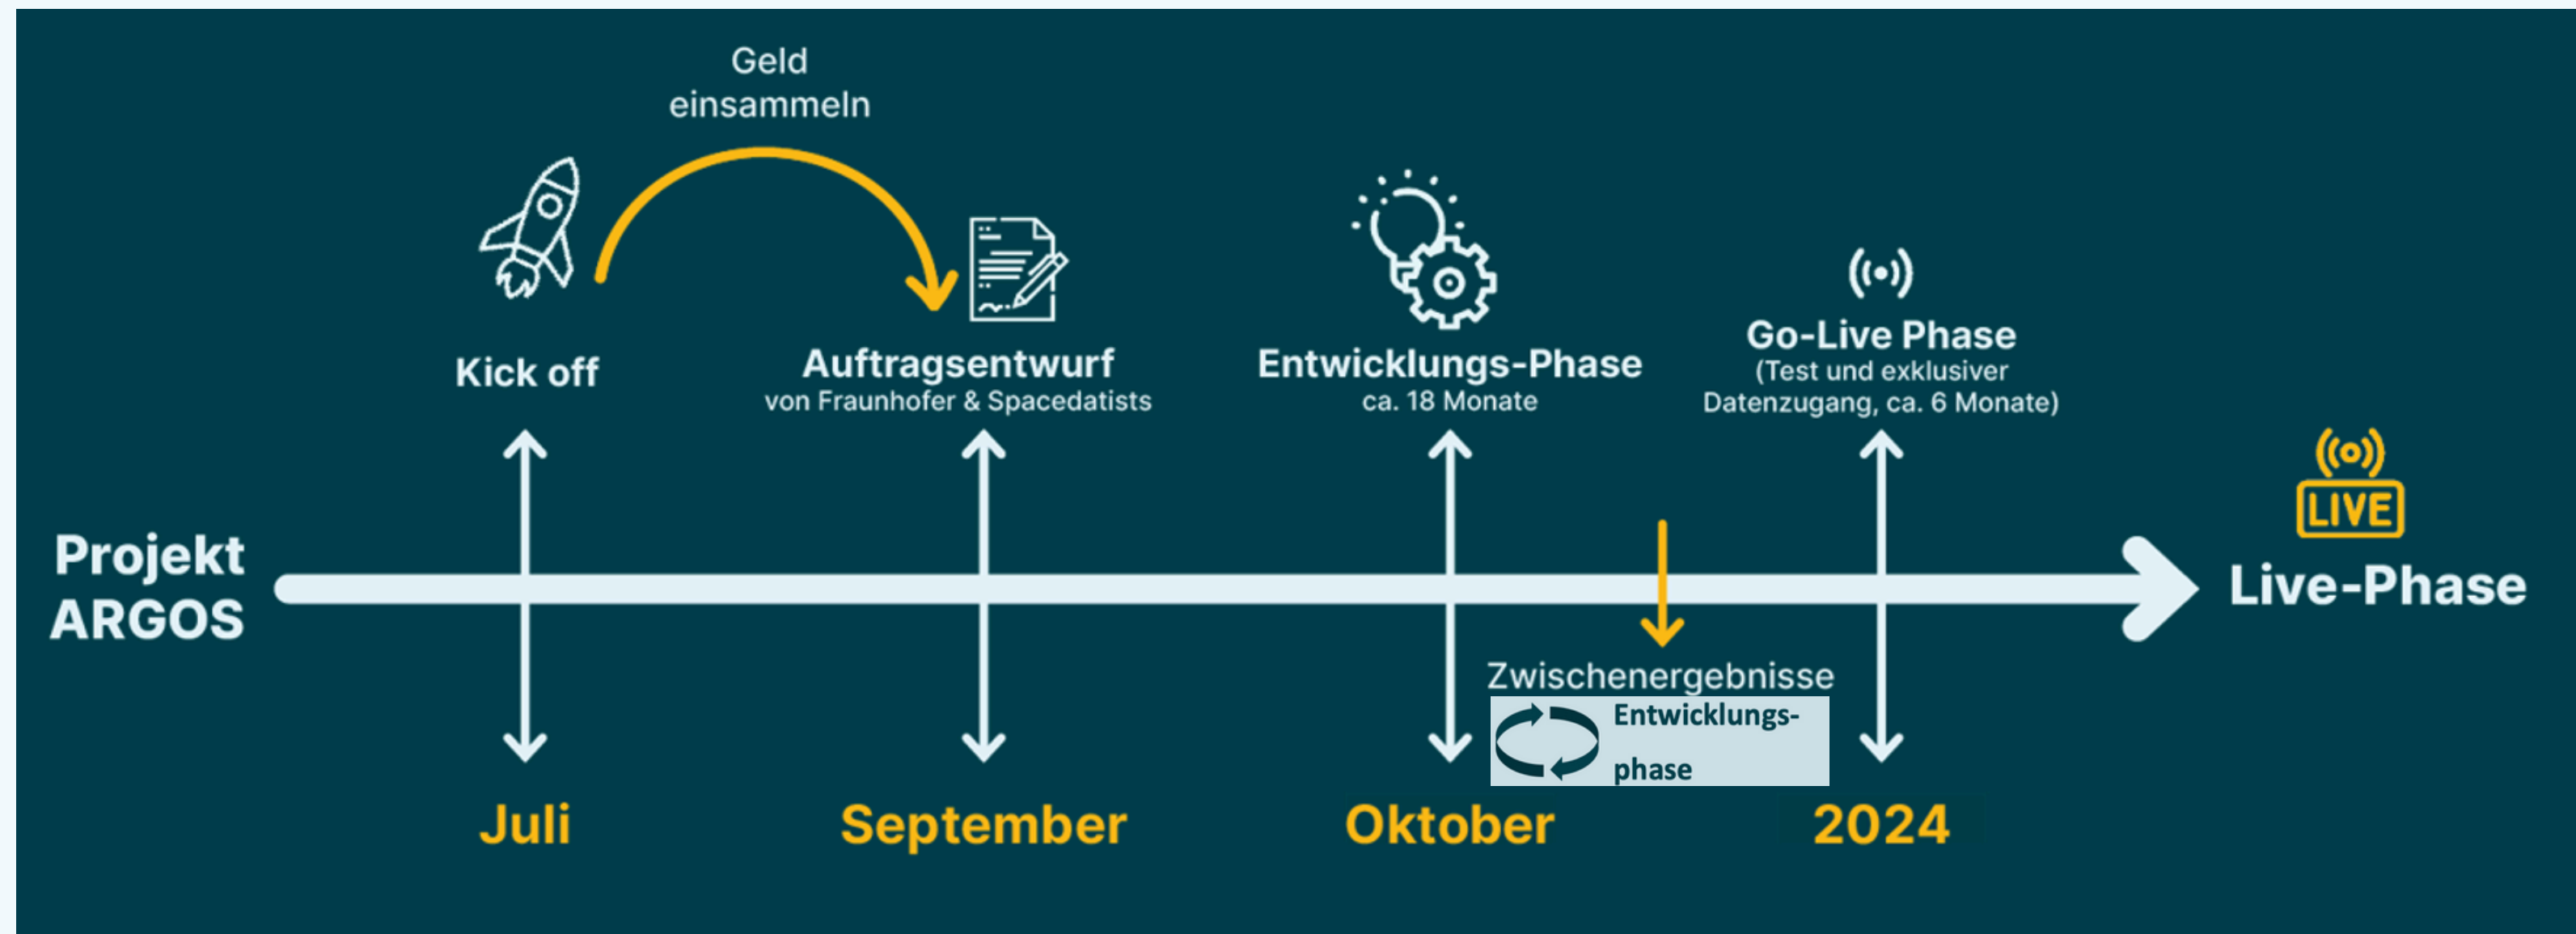 Geld
einsammeln
Kick off
Auftragsentwurf
von Fraunhofer & Spacedatists
Entwicklungs-Phase
ca. 18 Monate
Go-Live Phase
(Test und exklusiver
Datenzugang, ca. 6 Monate)
LIVE
Projekt
ARGOS
Live-Phase
Zwischenergebnisse
Entwicklungs-
phase
Juli
September
Oktober
2024